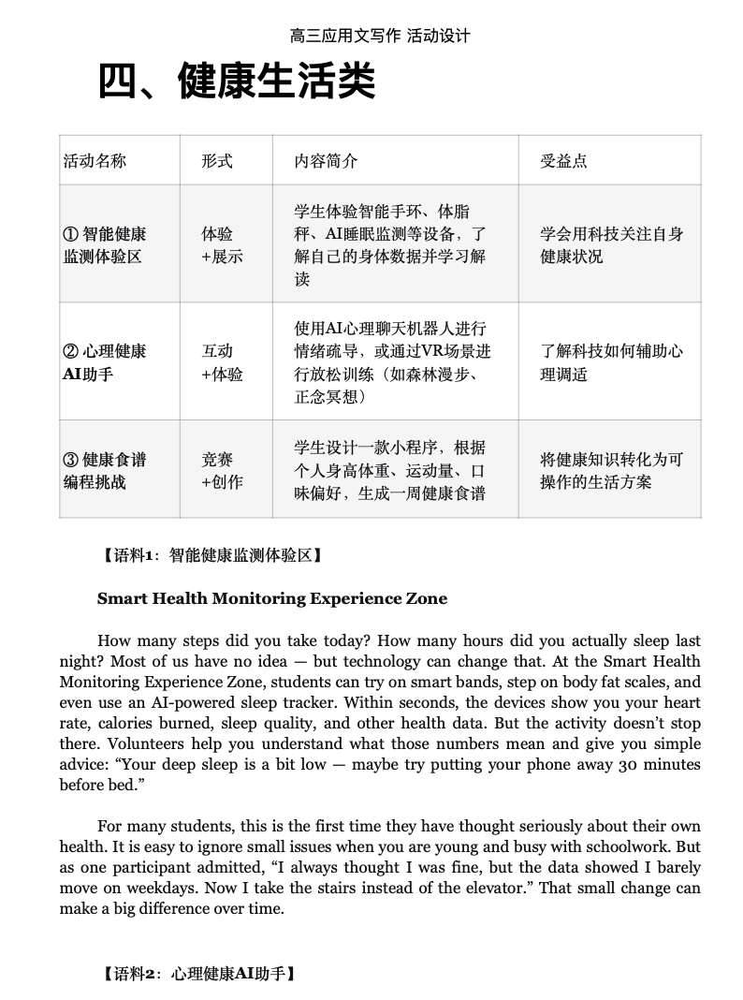 高三应用文写作 活动设计
四、健康生活类
活动名称 形式 内容简介 受益点
① 智能健康
监测体验区
体验
+展示
学生体验智能手环、体脂
秤、AI睡眠监测等设备，了
解自己的身体数据并学习解
读
学会用科技关注自身
健康状况
② 心理健康
AI助手
互动
+体验
使用AI心理聊天机器人进行
情绪疏导，或通过VR场景进
行放松训练（如森林漫步、
正念冥想）
了解科技如何辅助心
理调适
③ 健康食谱
编程挑战
竞赛
+创作
学生设计一款小程序，根据
个人身高体重、运动量、口
味偏好，生成一周健康食谱
将健康知识转化为可
操作的生活方案
【语料1：智能健康监测体验区】
Smart Health Monitoring Experience Zone
How many steps did you take today? How many hours did you actually sleep last
night? Most of us have no idea — but technology can change that. At the Smart Health
Monitoring Experience Zone, students can try on smart bands, step on body fat scales, and
even use an AI-powered sleep tracker. Within seconds, the devices show you your heart
rate, calories burned, sleep quality, and other health data. But the activity doesn’t stop
there. Volunteers help you understand what those numbers mean and give you simple
advice: “Your deep sleep is a bit low — maybe try putting your phone away 30 minutes
before bed.”
For many students, this is the first time they have thought seriously about their own
health. It is easy to ignore small issues when you are young and busy with schoolwork. But
as one participant admitted, “I always thought I was fine, but the data showed I barely
move on weekdays. Now I take the stairs instead of the elevator.” That small change can
make a big difference over time.
【语料2：心理健康AI助手】